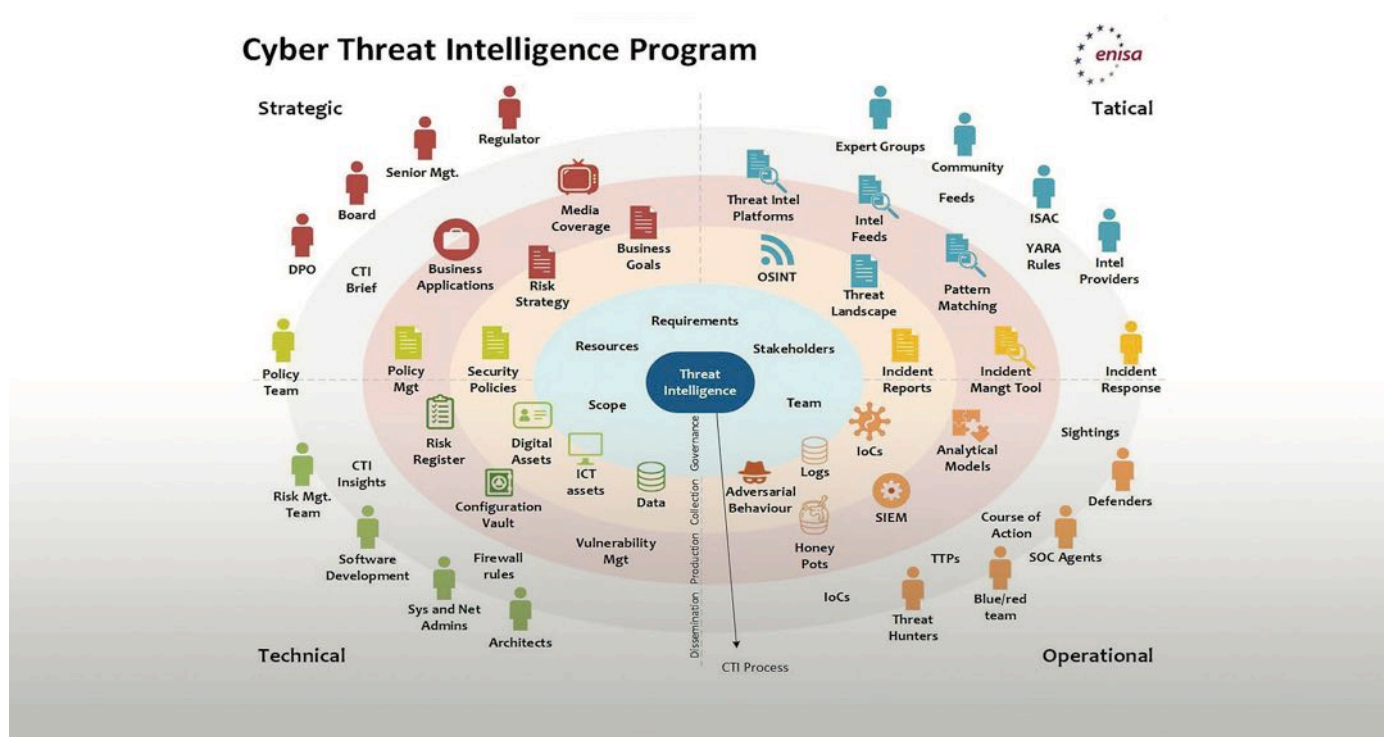 Cyber Threat Intelligence Program
enisa
Strategic
Tatical
Regulator
Senior Mgt.
Board
DPO
CTI
Brief
Media
Coverage
Business
Goals
Business
Applications
Risk
Strategy
Expert Groups
Community
Feeds
ISAC
YARA
Rules
Intel
Providers
Threat Intel
Platforms
Intel
Feeds
Pattern
Matching
OSINT
Threat
Landscape
Requirements
Resources
Stakeholders
Threat
Intelligence
Scope
Team
Policy
Team
Policy
Mgt
Security
Policies
Incident
Reports
Incident
Mangt Tool
Incident
Response
Risk
Register
Digital
Assets
ICT
assets
Data
Configuration
Vault
Vulnerability
Mgt
Firewall
rules
CTI
Insights
Risk Mgt.
Team
Software
Development
Sys and Net
Admins
Architects
Adversarial
Behaviour
Logs
IoCs
Analytical
Models
SIEM
Honey
Pots
Sightings
Defenders
Course of
Action
SOC Agents
TTPs
Blue/red
team
IoCs
Threat
Hunters
Dissemination Production Collection Governance
CTI Process
Technical
Operational